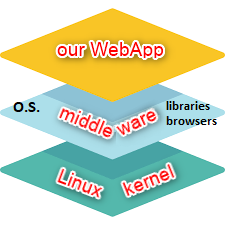 our WebApp
O.S.
middle ware
libraries
browsers
Linux kernel